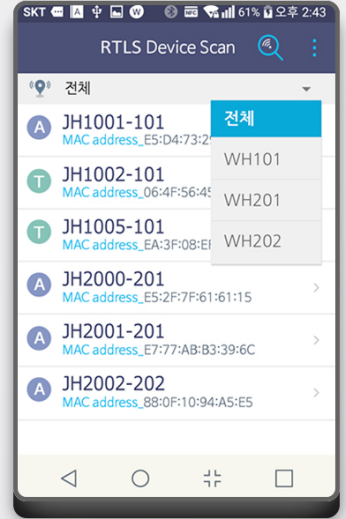 SKT 61% 오후 2:43
RTLS Device Scan
전체
전체
WH101
WH201
WH202
A JH1001-101
MAC address_E5:D4:73:2
T JH1002-101
MAC address_06:4F:56:45
T JH1005-101
MAC address_EA:3F:08:E
A JH2000-201
MAC address_E5:2F:7F:61:61:15
A JH2001-201
MAC address_E7:77:AB:B3:39:6C
A JH2002-202
MAC address_88:0F:10:94:A5:E5